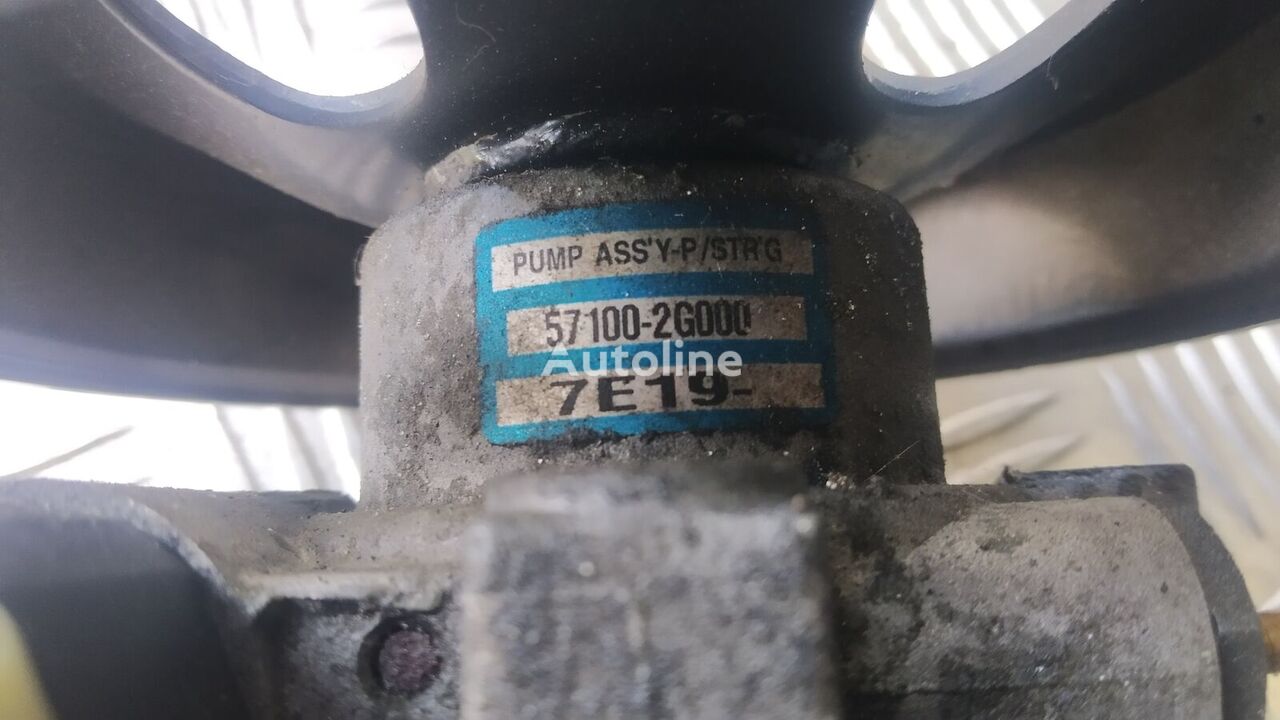 PUMP ASS'Y-P/STR'G
57100-2G000
Autoline
7E19-